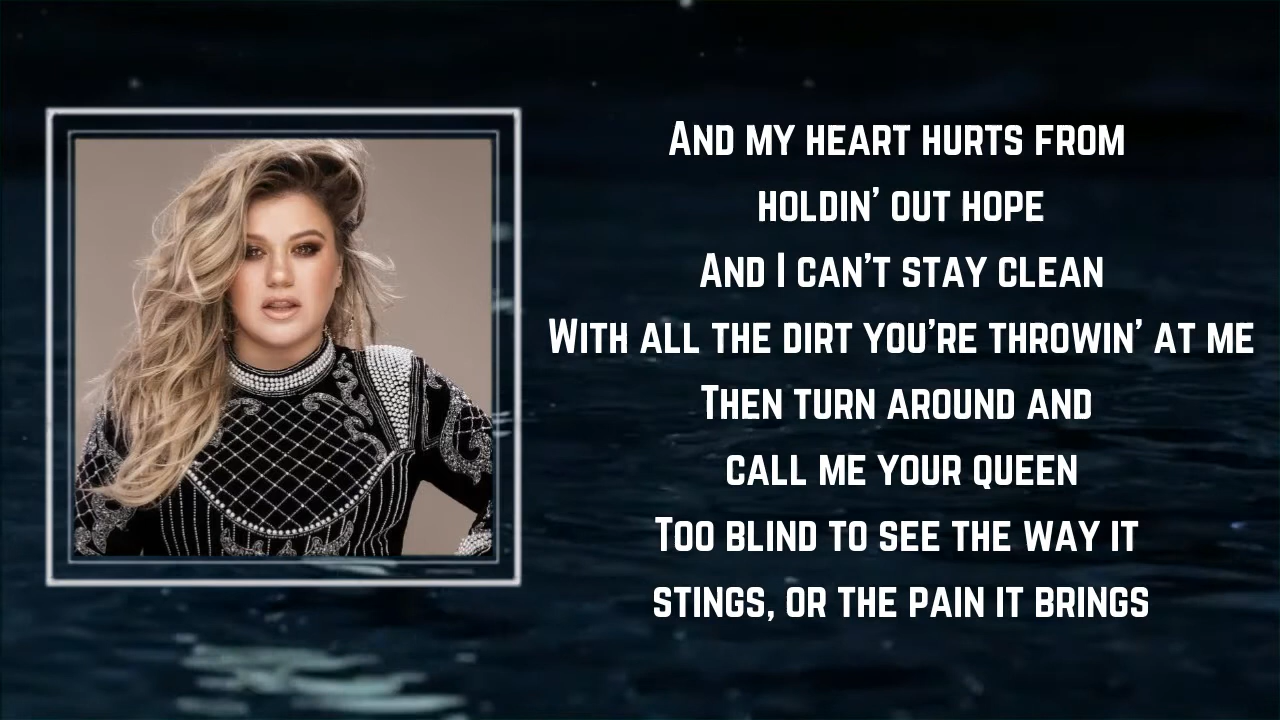 And my heart hurts from
holdin' out hope
And I can't stay clean
With all the dirt you're throwin' at me
Then turn around and
call me your queen
Too blind to see the way it
stings, or the pain it brings